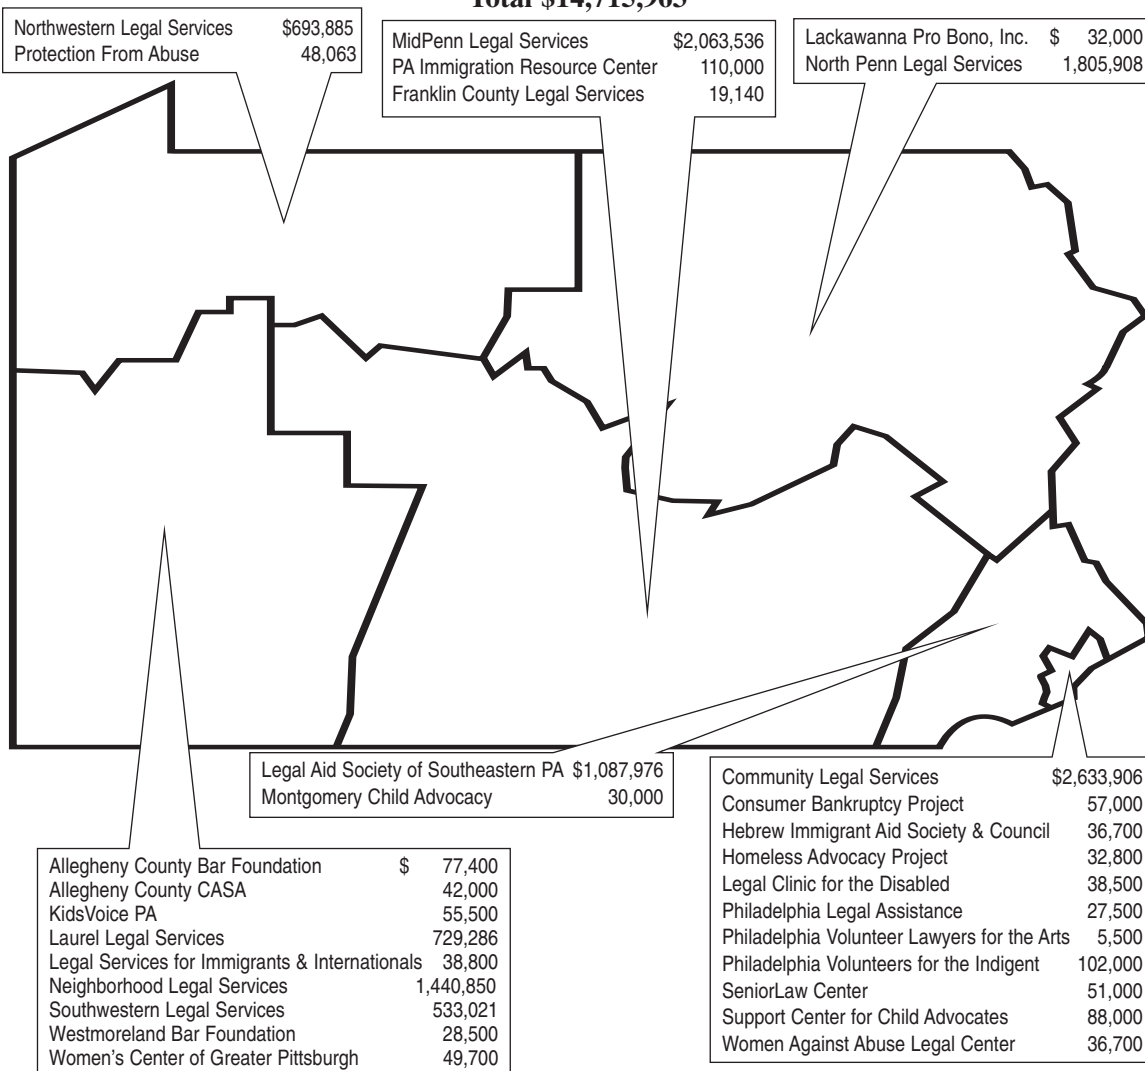 Total $14,715,965
Northwestern Legal Services $693,885
Protection From Abuse 48,063
MidPenn Legal Services $2,063,536
PA Immigration Resource Center 110,000
Franklin County Legal Services 19,140
Lackawanna Pro Bono, Inc. $ 32,000
North Penn Legal Services 1,805,908
Legal Aid Society of Southeastern PA $1,087,976
Montgomery Child Advocacy 30,000
Allegheny County Bar Foundation $ 77,400
Allegheny County CASA 42,000
KidsVoice PA 55,500
Laurel Legal Services 729,286
Legal Services for Immigrants & Internationals 38,800
Neighborhood Legal Services 1,440,850
Southwestern Legal Services 533,021
Westmoreland Bar Foundation 28,500
Women's Center of Greater Pittsburgh 49,700
Community Legal Services $2,633,906
Consumer Bankruptcy Project 57,000
Hebrew Immigrant Aid Society & Council 36,700
Homeless Advocacy Project 32,800
Legal Clinic for the Disabled 38,500
Philadelphia Legal Assistance 27,500
Philadelphia Volunteer Lawyers for the Arts 5,500
Philadelphia Volunteers for the Indigent 102,000
SeniorLaw Center 51,000
Support Center for Child Advocates 88,000
Women Against Abuse Legal Center 36,700